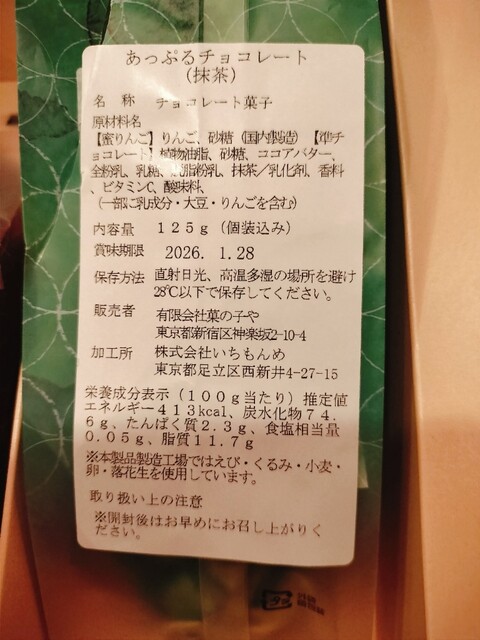 あっぷるチョコレート
(抹茶)
名 称 チョコレート菓子
原材料名
【蜜りんご】りんご、砂糖（国内製造）【準チ
ョコレート】植物油脂、砂糖、ココアバター、
全粉乳、乳糖、脱脂粉乳、抹茶／乳化剤、香料
、ビタミンC、酸味料、
（一部に乳成分・大豆・りんごを含む）
内容量 １２５ｇ（個装込み）
賞味期限 2026. 1.28
保存方法 直射日光、高温多湿の場所を避け
28℃以下で保存してください。
販売者 有限会社菓の子や
東京都新宿区神楽坂2-10-4
加工所 株式会社いちもんめ
東京都足立区西新井4-27-15
栄養成分表示（１００ｇ当たり）推定値
エネルギー４１３kcal、炭水化物７４．
６ｇ、たんぱく質２．３ｇ、食塩相当量
０．０５ｇ、脂質１１．７ｇ
※本製品製造工場ではえび・くるみ・小麦・
卵・落花生を使用しています。
取り扱い上の注意
※開封後はお早めにお召し上がりく
ださい。
プラ